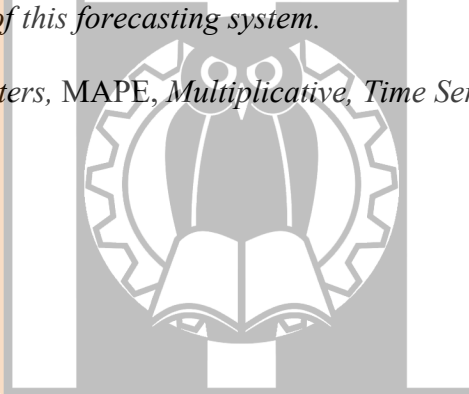 of this forecasting system.
ters, MAPE, Multiplicative, Time Ser